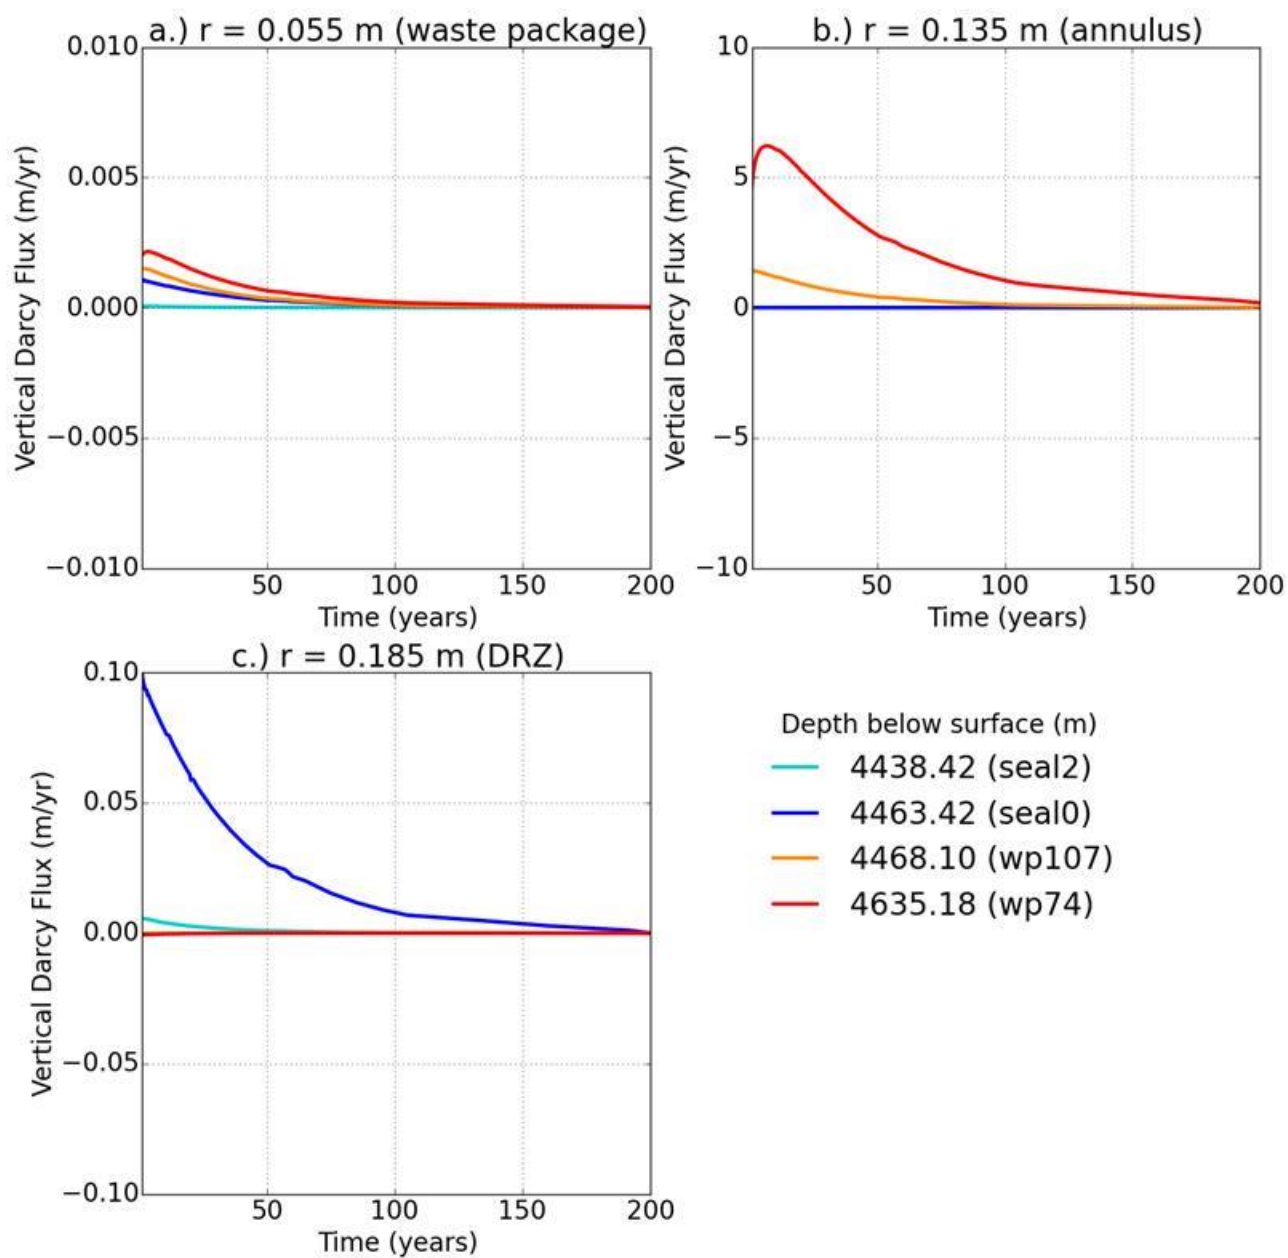 a.) r = 0.055 m (waste package)
0.010
0.005
0.000
−0.005
−0.010
Vertical Darcy Flux (m/yr)
50 100 150 200
Time (years)
b.) r = 0.135 m (annulus)
10
5
0
−5
−10
Vertical Darcy Flux (m/yr)
50 100 150 200
Time (years)
c.) r = 0.185 m (DRZ)
0.10
0.05
0.00
−0.05
−0.10
Vertical Darcy Flux (m/yr)
50 100 150 200
Time (years)
Depth below surface (m)
4438.42 (seal2)
4463.42 (seal0)
4468.10 (wp107)
4635.18 (wp74)